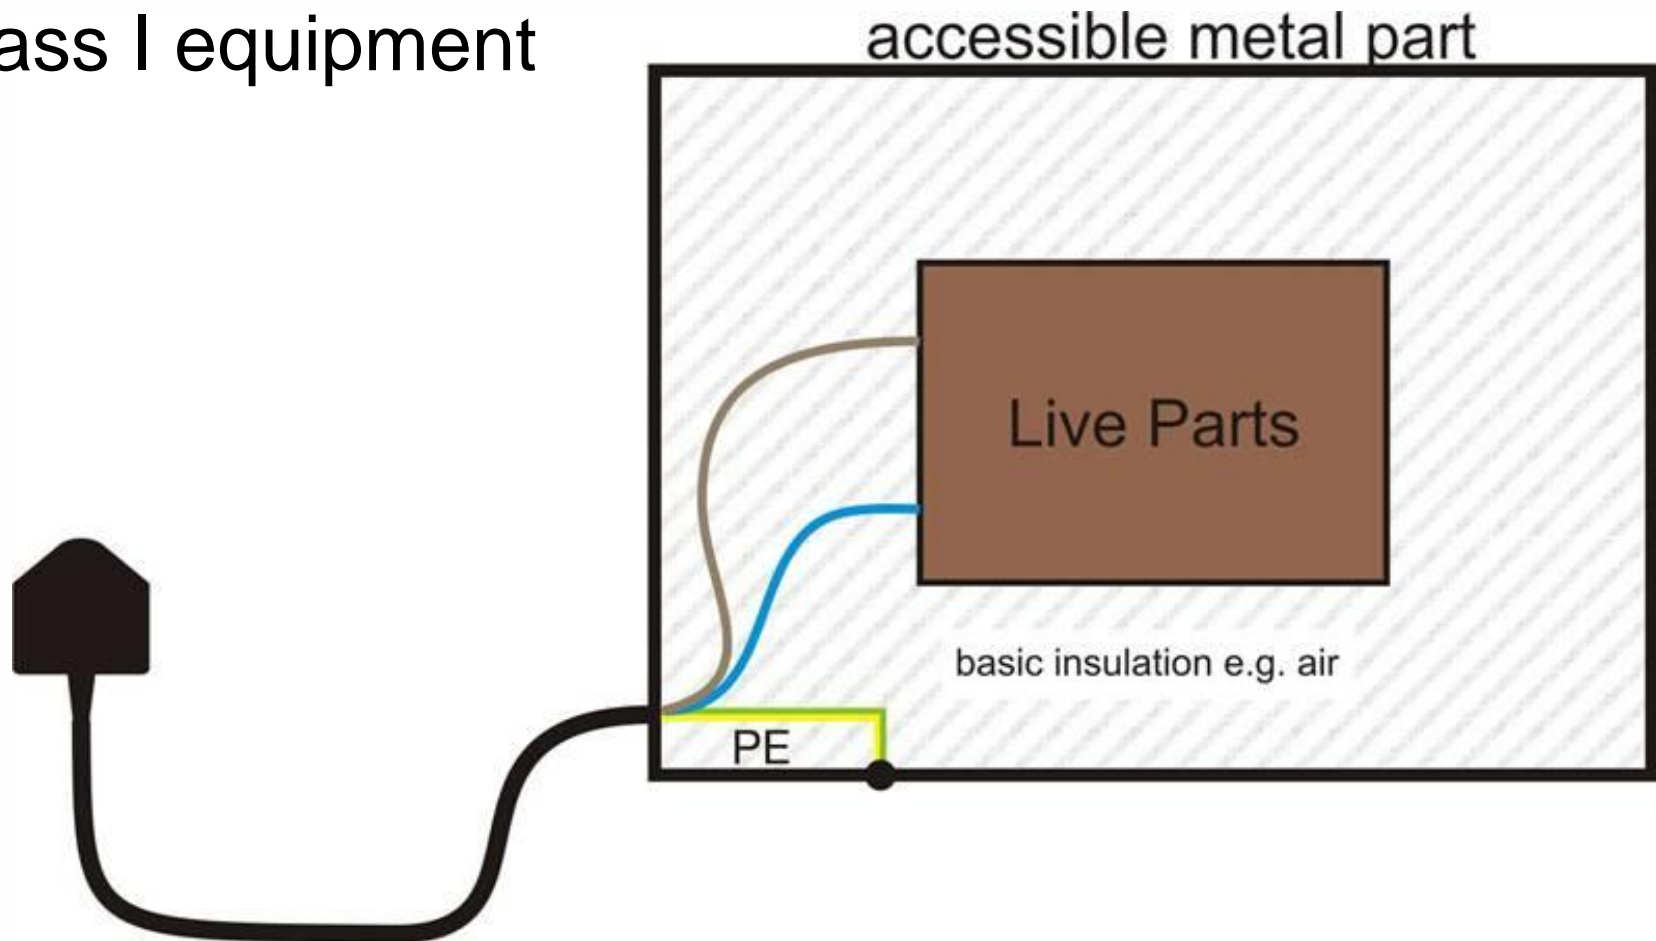 ass I equipment
accessible metal part
Live Parts
basic insulation e.g. air
PE